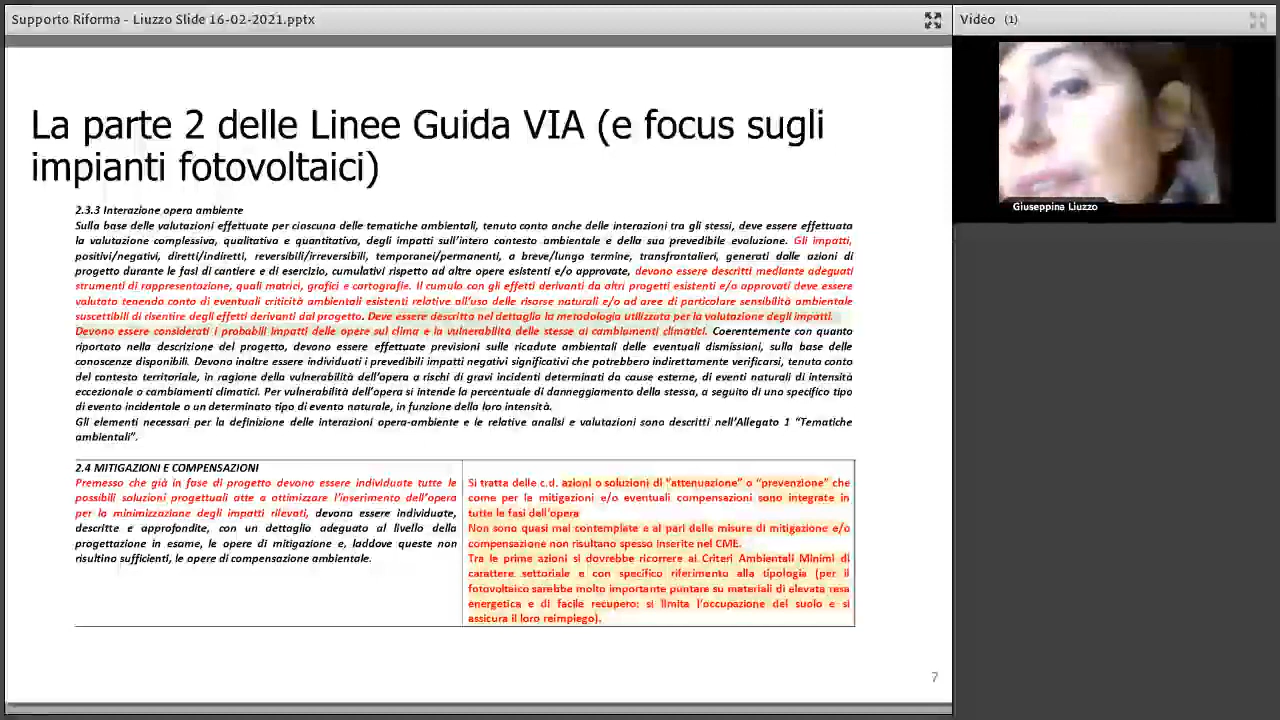 Supporto Riforma - Liuzzo Slide 16-02-2021.pptx
Video (1)
Giuseppina Liuzzo
La parte 2 delle Linee Guida VIA (e focus sugli
impianti fotovoltaici)
2.3.3 Interazione opera ambiente
Sulla base delle valutazioni effettuate per ciascuna delle tematiche ambientali, tenuto conto anche delle interazioni tra gli stessi, deve essere effettuata
la valutazione complessiva, qualitativa e quantitativa, degli impatti sull'intero contesto ambientale e della sua prevedibile evoluzione. Gli impatti,
positivi/negativi, diretti/indiretti, reversibili/irreversibili, temporanei/permanenti, a breve/lungo termine, transfrontalieri, generati dalle azioni di
progetto durante le fasi di cantiere e di esercizio, cumulativi rispetto ad altre opere esistenti e/o approvate, devono essere descritti mediante adeguati
strumenti di rappresentazione, quali matrici, grafici e cartografie. Il cumulo con gli effetti derivanti da altri progetti esistenti e/o approvati deve essere
valutato tenendo conto di eventuali criticità ambientali esistenti relative all'uso delle risorse naturali e/o ad aree di particolare sensibilità ambientale
suscettibili di risentire degli effetti derivanti dal progetto. Deve essere descritta nel dettaglio la metodologia utilizzata per la valutazione degli impatti.
Devono essere considerati i probabili impatti delle opere sul clima e la vulnerabilità delle stesse ai cambiamenti climatici. Coerentemente con quanto
riportato nella descrizione del progetto, devono essere effettuate previsioni sulle ricadute ambientali delle eventuali dismissioni, sulla base delle
conoscenze disponibili. Devono inoltre essere individuati i prevedibili impatti negativi significativi che potrebbero indirettamente verificarsi, tenuto conto
del contesto territoriale, in ragione della vulnerabilità dell'opera a rischi di gravi incidenti determinati da cause esterne, di eventi naturali di intensità
eccezionale o cambiamenti climatici. Per vulnerabilità dell'opera si intende la percentuale di danneggiamento della stessa, a seguito di uno specifico tipo
di evento incidentale o un determinato tipo di evento naturale, in funzione della loro intensità.
Gli elementi necessari per la definizione delle interazioni opera-ambiente e le relative analisi e valutazioni sono descritti nell'Allegato 1 "Tematiche
ambientali".
2.4 MITIGAZIONI E COMPENSAZIONI
Premesso che già in fase di progetto devono essere individuate tutte le
possibili soluzioni progettuali atte a ottimizzare l'inserimento dell'opera
per la minimizzazione degli impatti rilevati, devono essere individuate,
descritte e approfondite, con un dettaglio adeguato al livello della
progettazione in esame, le opere di mitigazione e, laddove queste non
risultino sufficienti, le opere di compensazione ambientale.
Si tratta delle c.d. azioni o soluzioni di "attenuazione" o "prevenzione" che
come per le mitigazioni e/o eventuali compensazioni sono integrate in
tutte le fasi dell'opera
Non sono quasi mai contemplate e al pari delle misure di mitigazione e/o
compensazione non risultano spesso inserite nel CME.
Tra le prime azioni si dovrebbe ricorrere ai Criteri Ambientali Minimi di
carattere settoriale e con specifico riferimento alla tipologia (per il
fotovoltaico sarebbe molto importante puntare su materiali di elevata resa
energetica e di facile recupero: si limita l'occupazione del suolo e si
assicura il loro reimpiego).
7